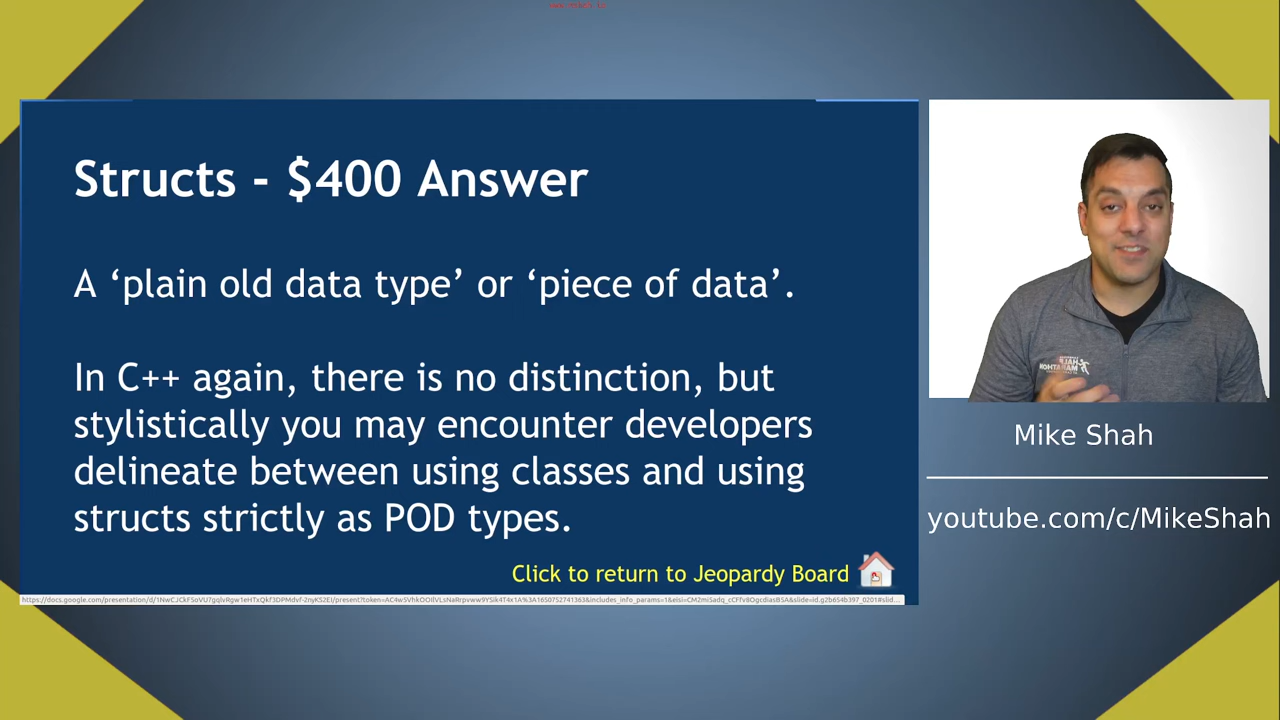 Structs - $400 Answer
A ‘plain old data type’ or ‘piece of data’.
In C++ again, there is no distinction, but
stylistically you may encounter developers
delineate between using classes and using
structs strictly as POD types.
Click to return to Jeopardy Board
Mike Shah
youtube.com/c/MikeShah